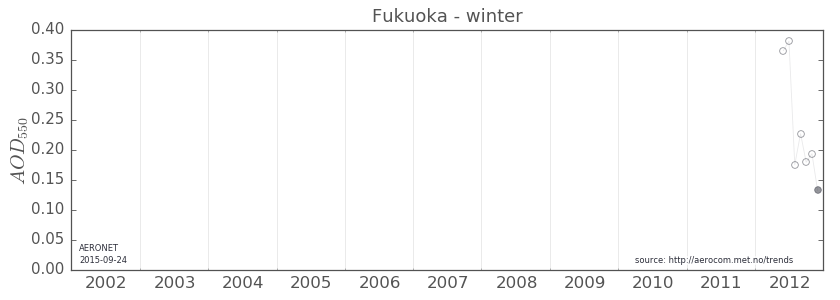 Fukuoka - winter
0.40
0.35
0.30
0.25
0.20
0.15
0.10
0.05
0.00
AOD550
AERONET
2015-09-24
source: http://aerocom.met.no/trends
2002 2003 2004 2005 2006 2007 2008 2009 2010 2011 2012